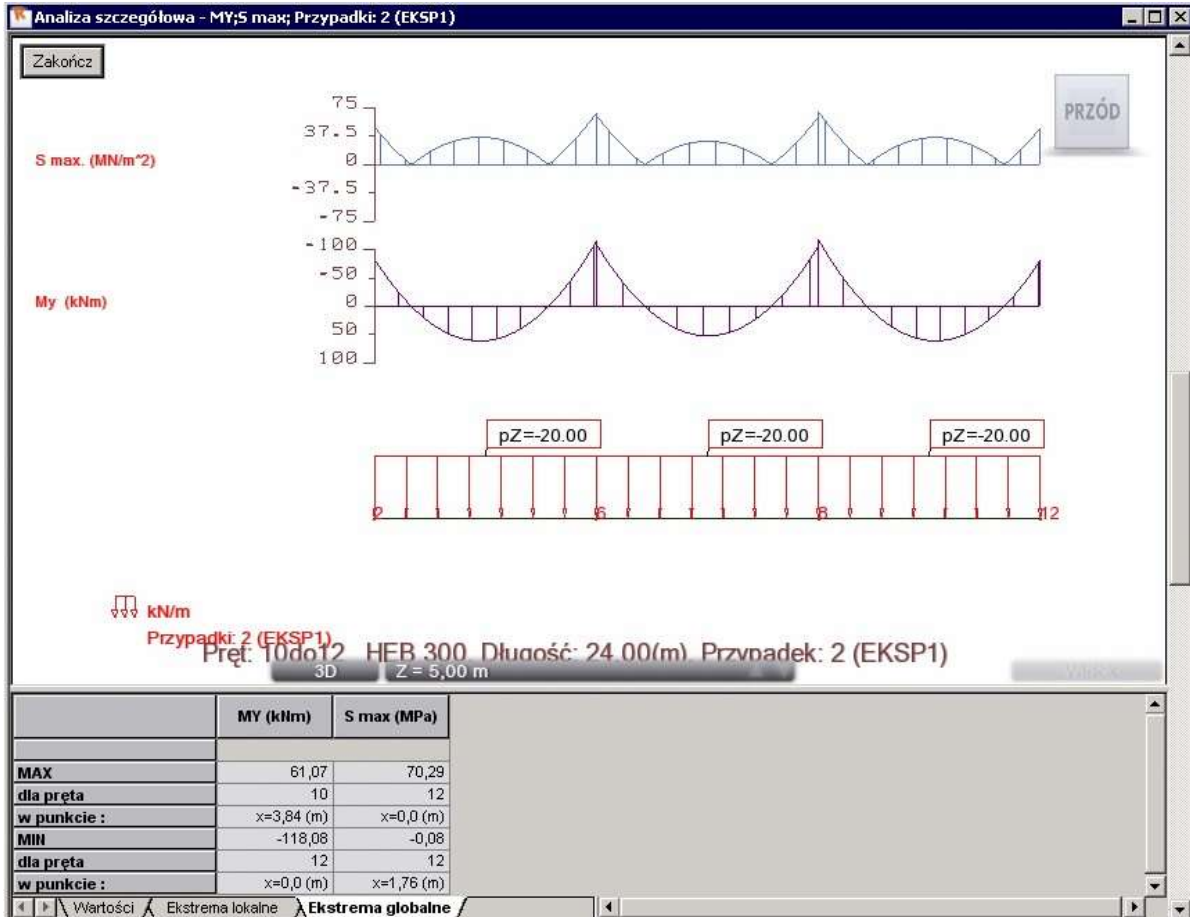 Analiza szczegółowa - MY;S max; Przypadki: 2 (EKSP1)
Zakończ
PRZÓD
S max. (MN/m^2)
75
37.5
0
-37.5
-75
My (kNm)
-100
-50
0
50
100
pZ=-20.00 pZ=-20.00 pZ=-20.00
2 6 8 12
kN/m
Przypadki: 2 (EKSP1)
Pręt: 10do12 HEB 300 Długość: 24.00(m) Przypadek: 2 (EKSP1)
3D Z = 5,00 m
MY (kNm) S max (MPa)
MAX 61,07 70,29
dla pręta 10 12
w punkcie : x=3,84 (m) x=0,0 (m)
MIN -118,08 -0,08
dla pręta 12 12
w punkcie : x=0,0 (m) x=1,76 (m)
Wartości Ekstrema lokalne Ekstrema globalne